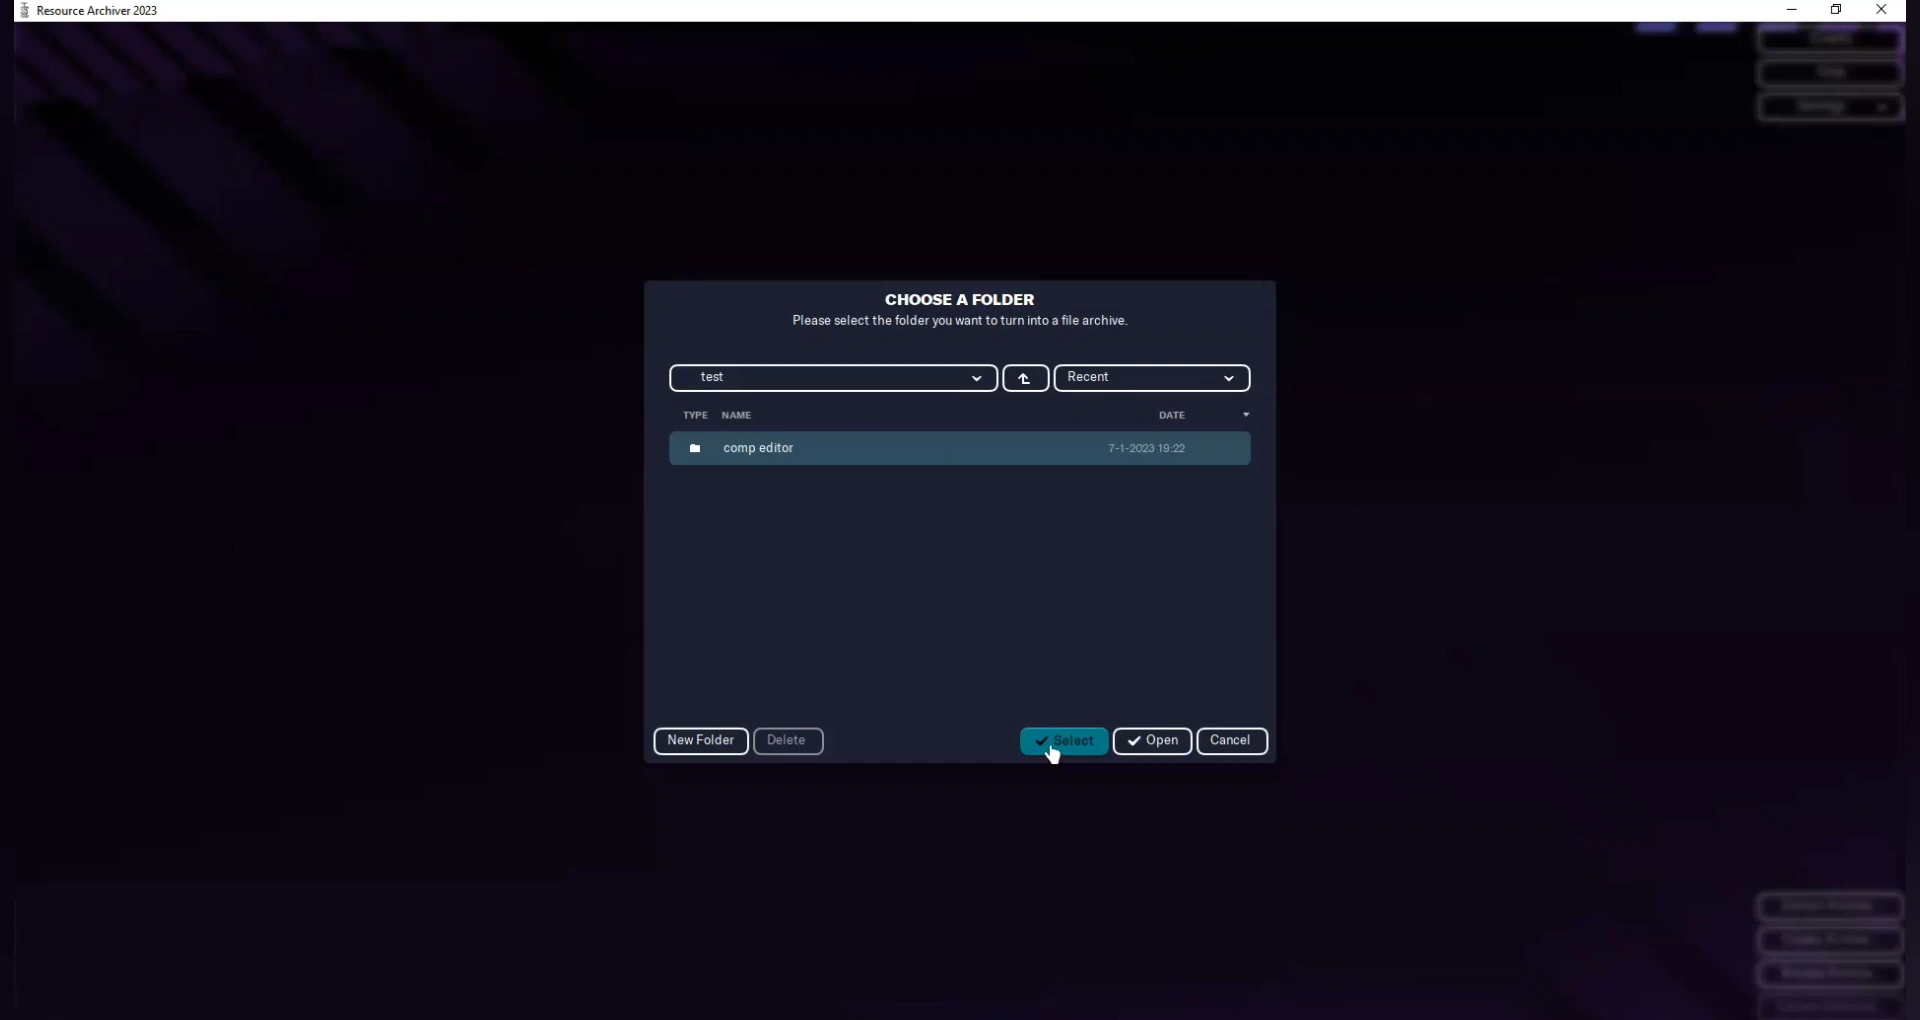 Resource Archiver 2023
CHOOSE A FOLDER
Please select the folder you want to turn into a file archive.
test
Recent
TYPE NAME DATE
comp editor 7-1-2023 19:22
New Folder Delete Select Open Cancel